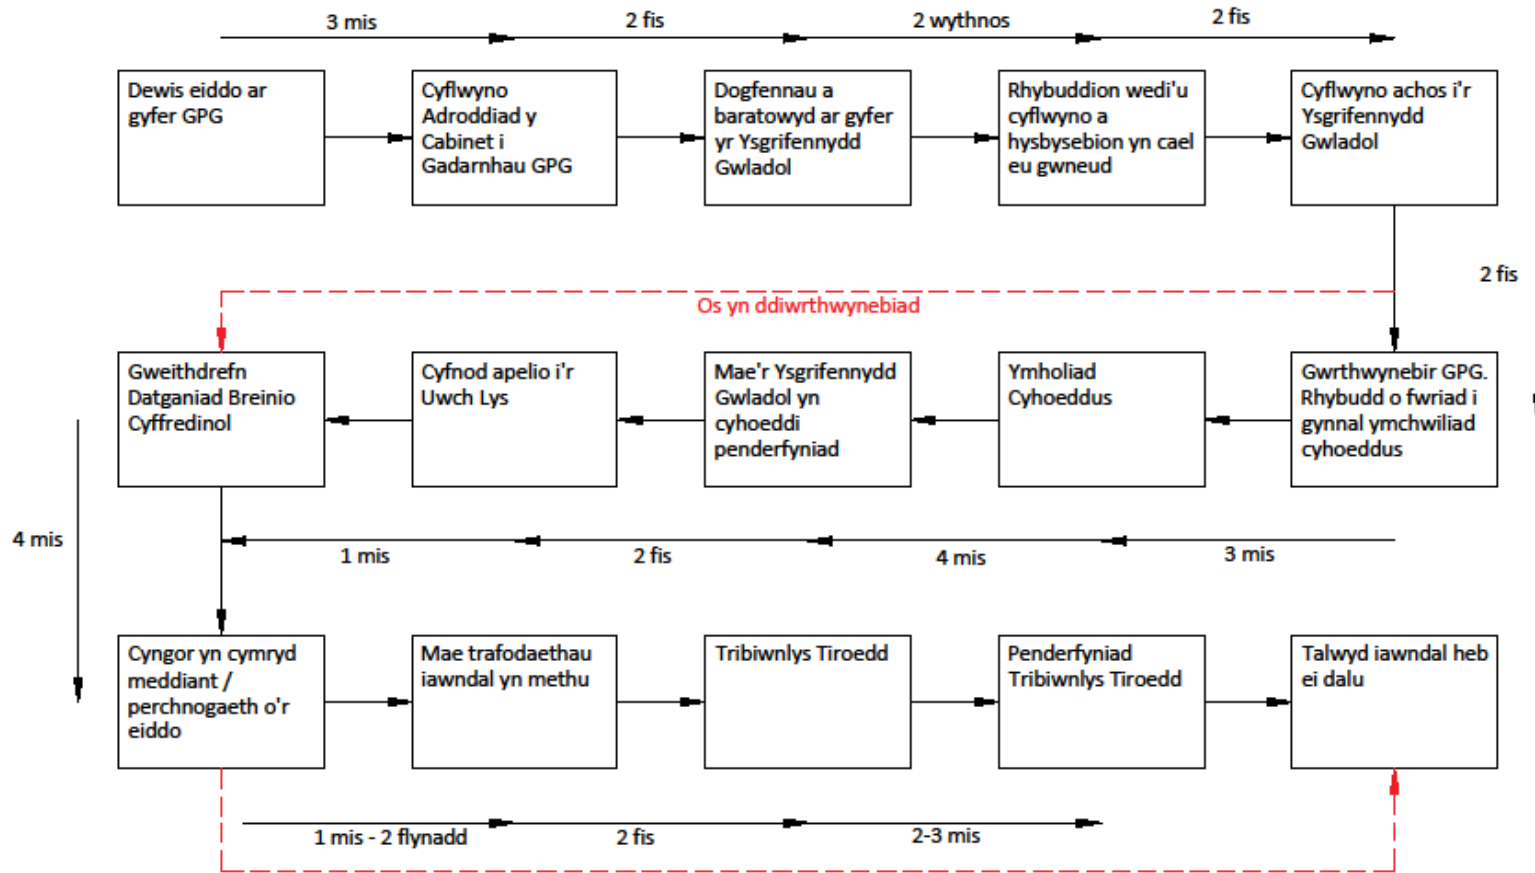 3 mis
2 fis
2 wythnos
2 fis
Dewis eiddo ar
gyfer GPG
Cyflwyno
Adroddiad y
Cabinet i
Gadarnhau GPG
Dogfennau a
baratowyd ar gyfer
yr Ysgrifennydd
Gwladol
Rhybuddion wedi'u
cyflwyno a
hysbysebion yn cael
eu gwneud
Cyflwyno achos i'r
Ysgrifennydd
Gwladol
2 fis
Os yn ddiwrthwynebiad
Gweithdrefn
Datganiad Breinio
Cyffredinol
Cyfnod apelio i'r
Uwch Lys
Mae'r Ysgrifennydd
Gwladol yn
cyhoeddi
penderfyniad
Ymholiad
Cyhoeddus
Gwrthwynebir GPG.
Rhybudd o fwriad i
gynnal ymchwiliad
cyhoeddus
4 mis
1 mis
2 fis
4 mis
3 mis
Cyngor yn cymryd
meddiant /
perchnogaeth o'r
eiddo
Mae trafodaethau
iawndal yn methu
Tribiwnlys Tiroedd
Penderfyniad
Tribiwnlys Tiroedd
Talwyd iawndal heb
ei dalu
1 mis - 2 flynadd
2 fis
2-3 mis